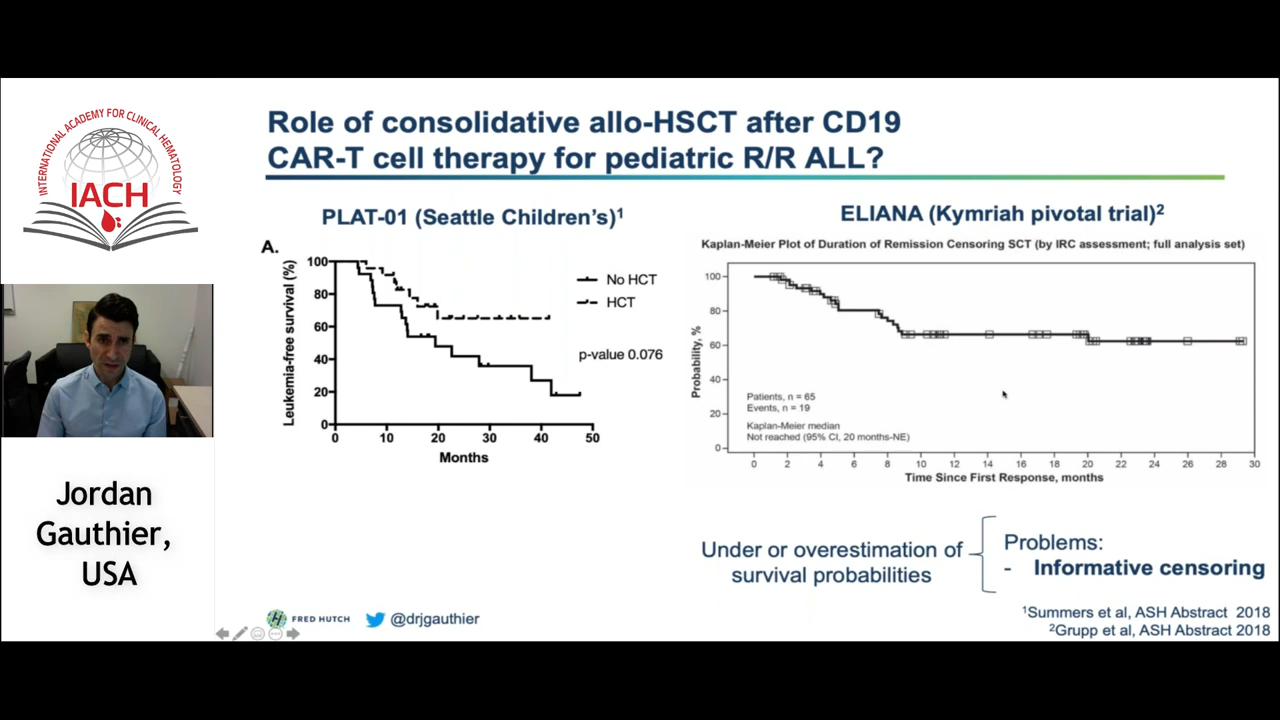 INTERNATIONAL ACADEMY FOR CLINICAL HEMATOLOGY
IACH
Jordan
Gauthier,
USA
Role of consolidative allo-HSCT after CD19
CAR-T cell therapy for pediatric R/R ALL?
PLAT-01 (Seattle Children's)¹
A.
Leukemia-free survival (%)
100
80
60
40
20
0
0 10 20 30 40 50
Months
No HCT
HCT
p-value 0.076
ELIANA (Kymriah pivotal trial)²
Kaplan-Meier Plot of Duration of Remission Censoring SCT (by IRC assessment; full analysis set)
Probability, %
100
80
60
40
20
0
Patients, n = 65
Events, n = 19
Kaplan-Meier median
Not reached (95% CI, 20 months-NE)
0 2 4 6 8 10 12 14 16 18 20 22 24 26 28 30
Time Since First Response, months
Under or overestimation of
survival probabilities
Problems:
- Informative censoring
FRED HUTCH
@drjgauthier
¹Summers et al, ASH Abstract 2018
²Grupp et al, ASH Abstract 2018